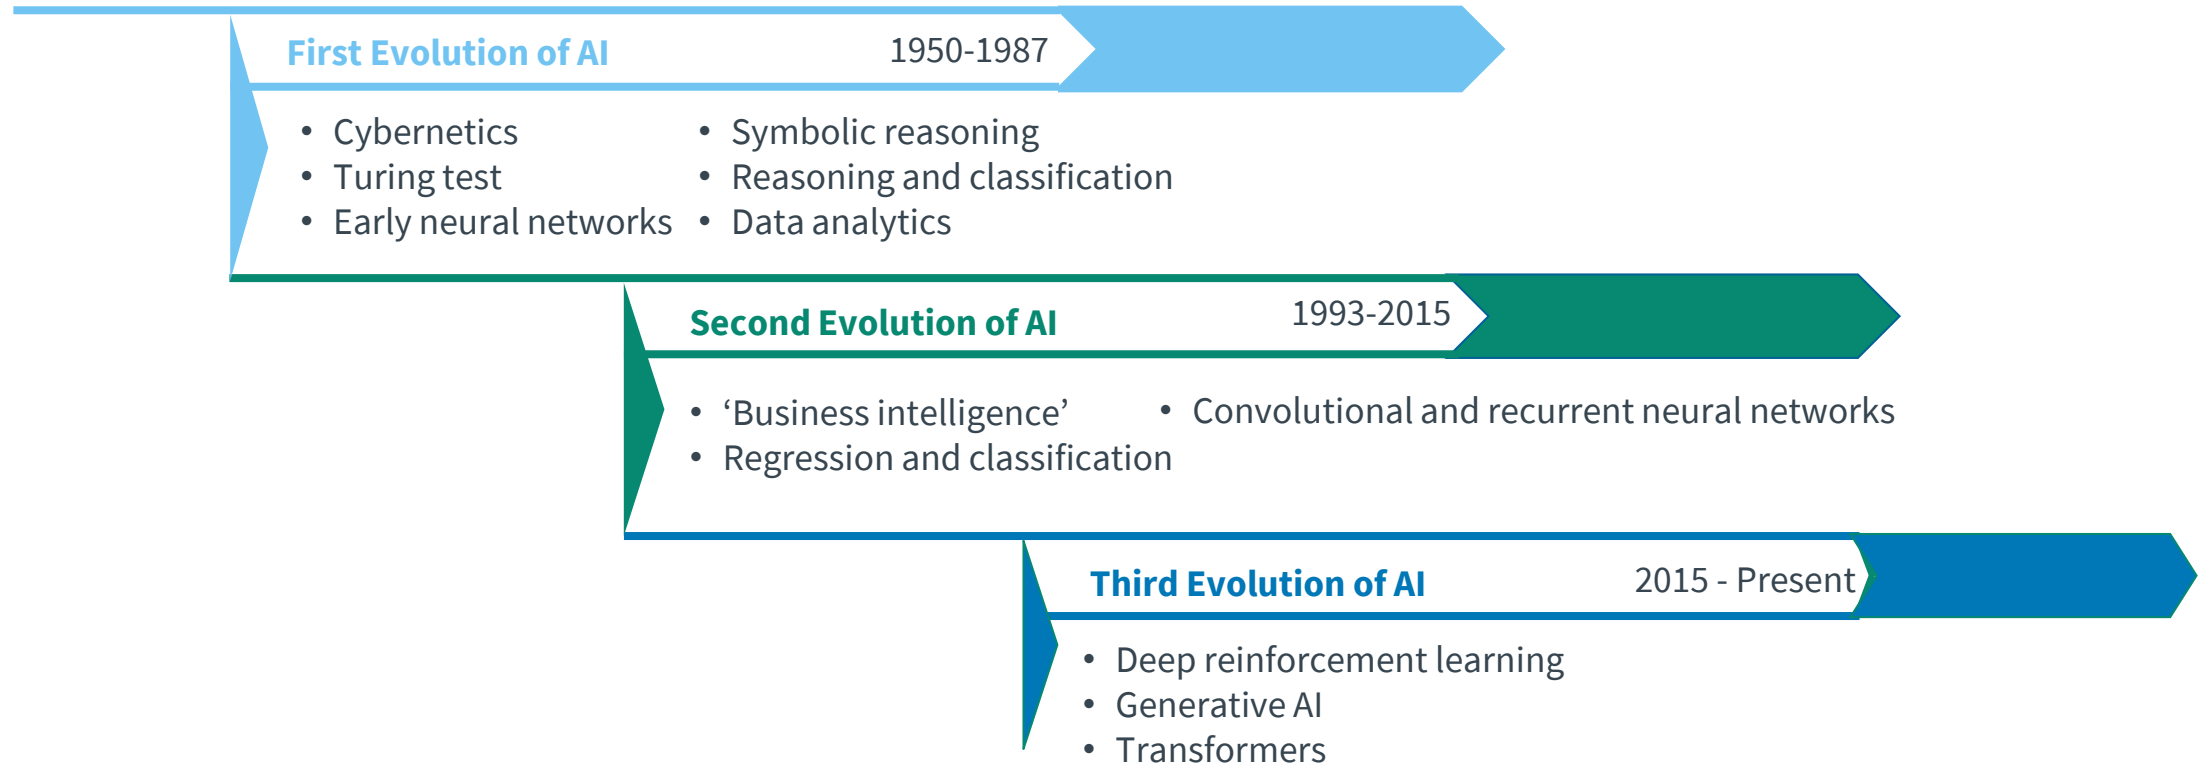 First Evolution of AI
1950-1987
• Cybernetics
• Turing test
• Early neural networks
• Symbolic reasoning
• Reasoning and classification
• Data analytics
Second Evolution of AI
1993-2015
• ‘Business intelligence’
• Regression and classification
• Convolutional and recurrent neural networks
Third Evolution of AI
2015 - Present
• Deep reinforcement learning
• Generative AI
• Transformers